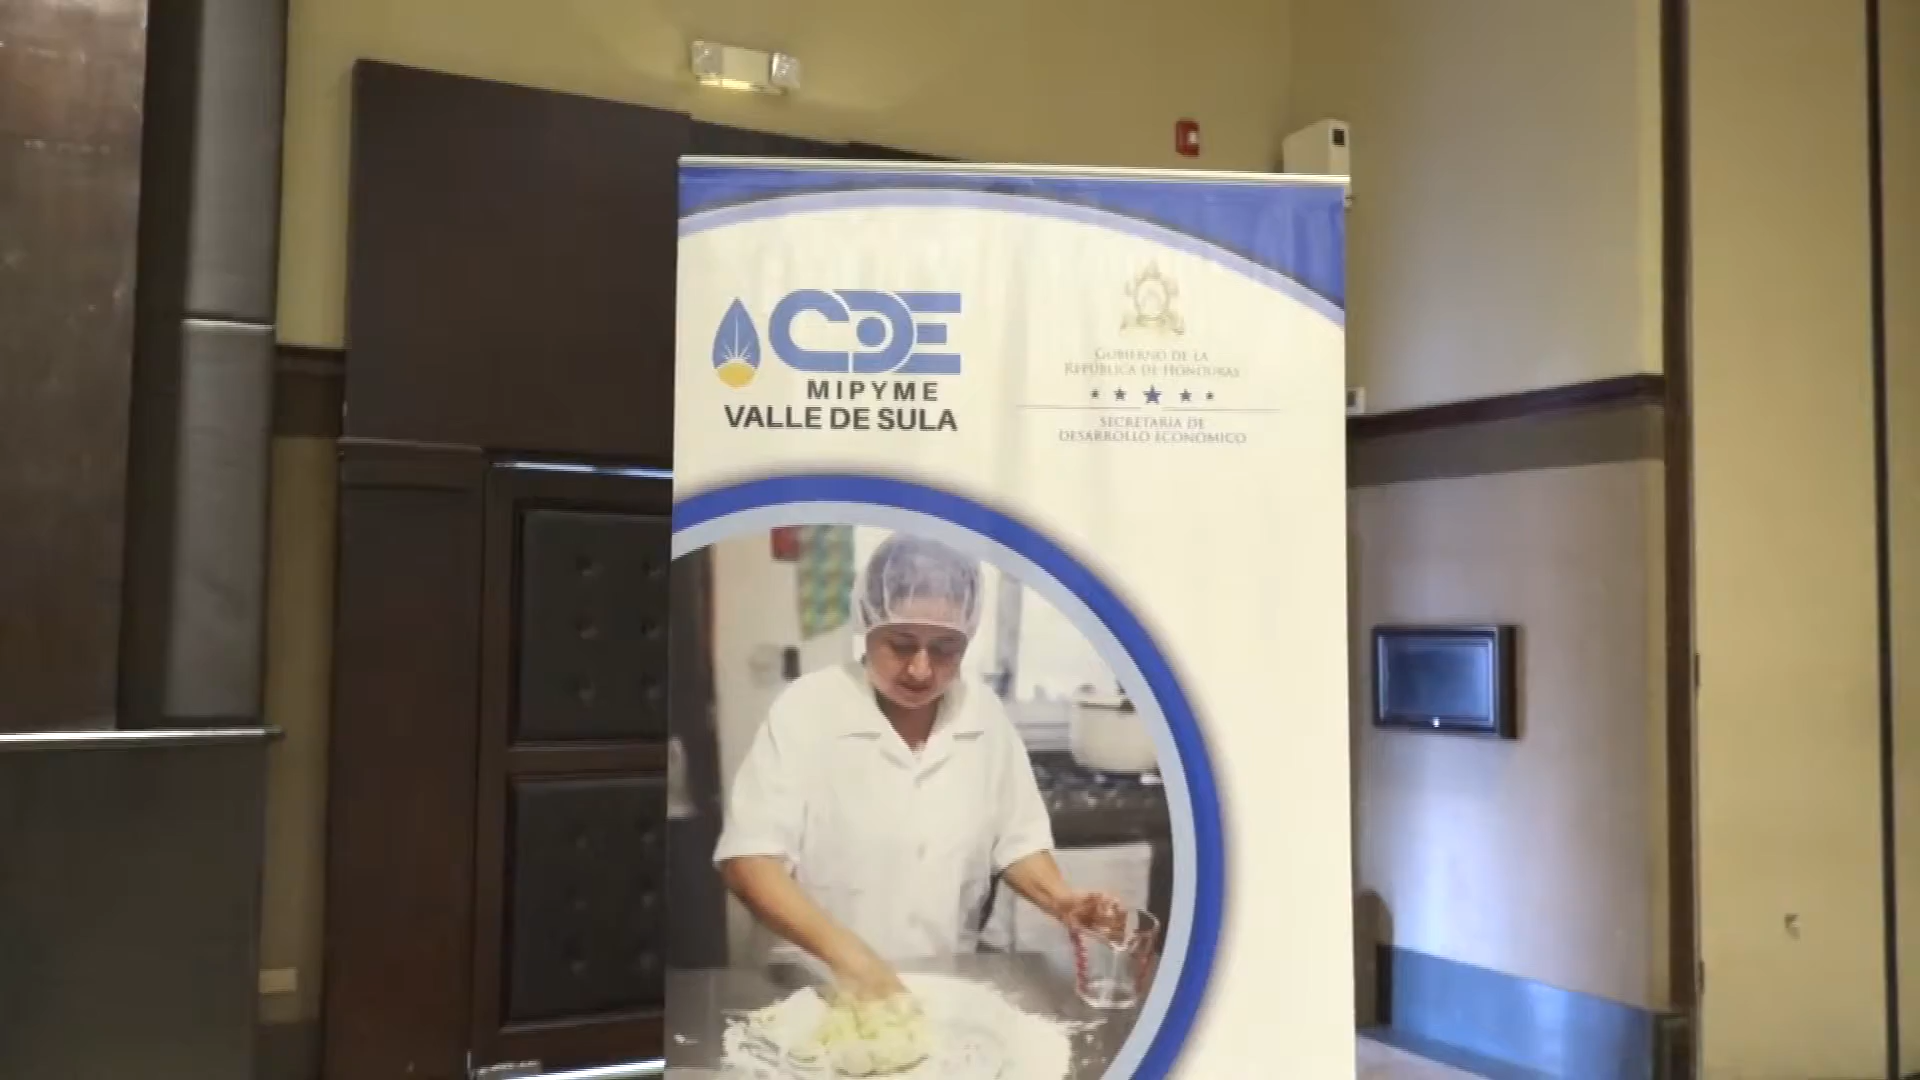 CDE
MIPYME
VALLE DE SULA
GOBIERNO DE LA
REPÚBLICA DE HONDURAS
SECRETARÍA DE
DESARROLLO ECONÓMICO